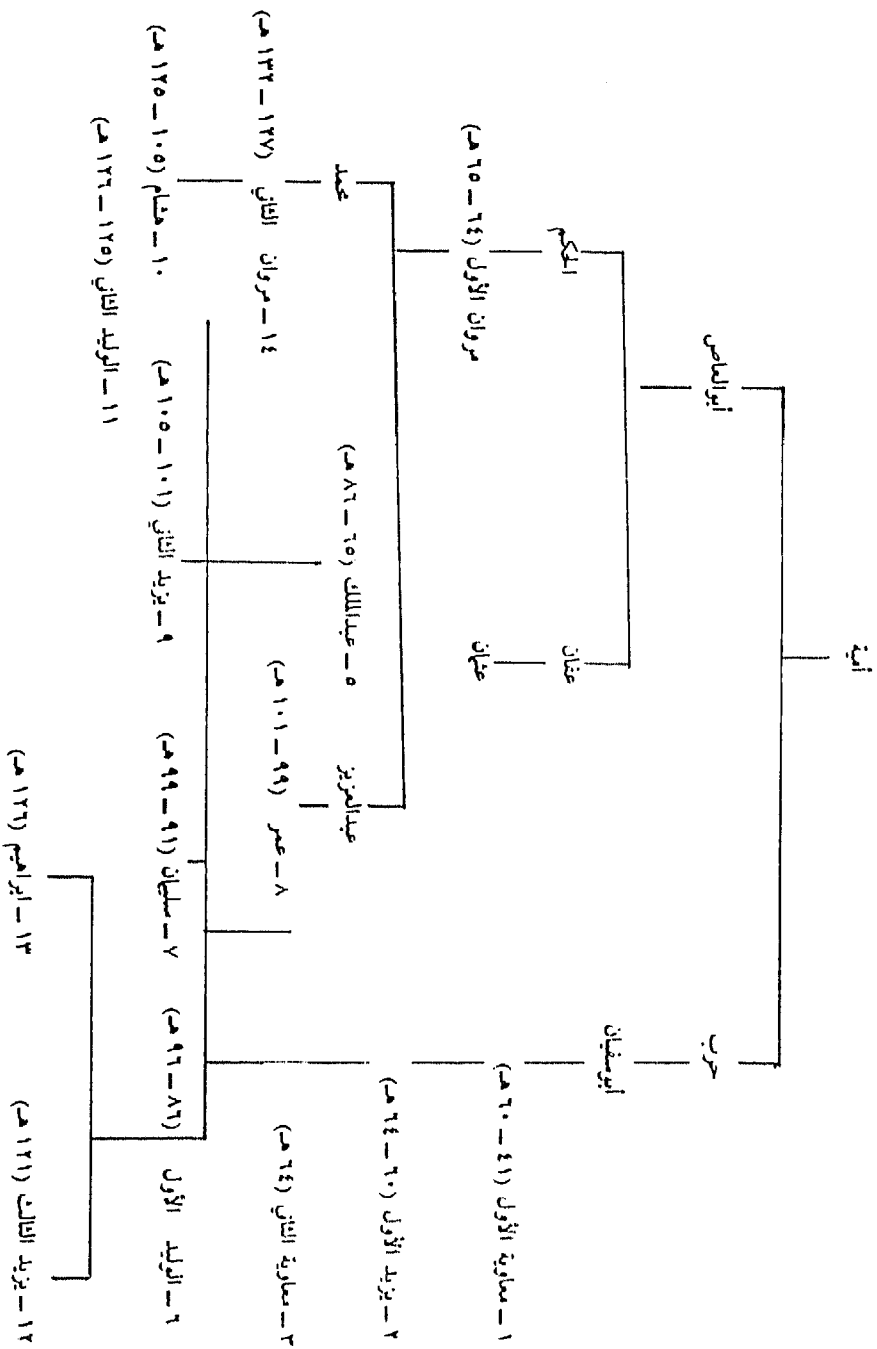 أمية
أبو العاص
حرب
الحكم
عفان
أبو سفيان
مروان الأول (٦٤ – ٦٥ هـ)
عثمان
١ – معاوية الأول (٤١ – ٦٠ هـ)
محمد
٥ – عبدالملك (٦٥ – ٨٦ هـ)
عبدالعزيز
٢ – يزيد الأول (٦٠ – ٦٤ هـ)
١٤ – مروان الثاني (١٢٧ – ١٣٢ هـ)
٨ – عمر (٩٩ – ١٠١ هـ)
٣ – معاوية الثاني (٦٤ هـ)
١٠ – هشام (١٠٥ – ١٢٥ هـ)
٩ – يزيد الثاني (١٠١ – ١٠٥ هـ)
٧ – سليمان (٩١ – ٩٩ هـ)
٦ – الوليد الأول (٨٦ – ٩٦ هـ)
١١ – الوليد الثاني (١٢٥ – ١٢٦ هـ)
١٣ – ابراهيم (١٢٦ هـ)
١٢ – يزيد الثالث (١٢١ هـ)